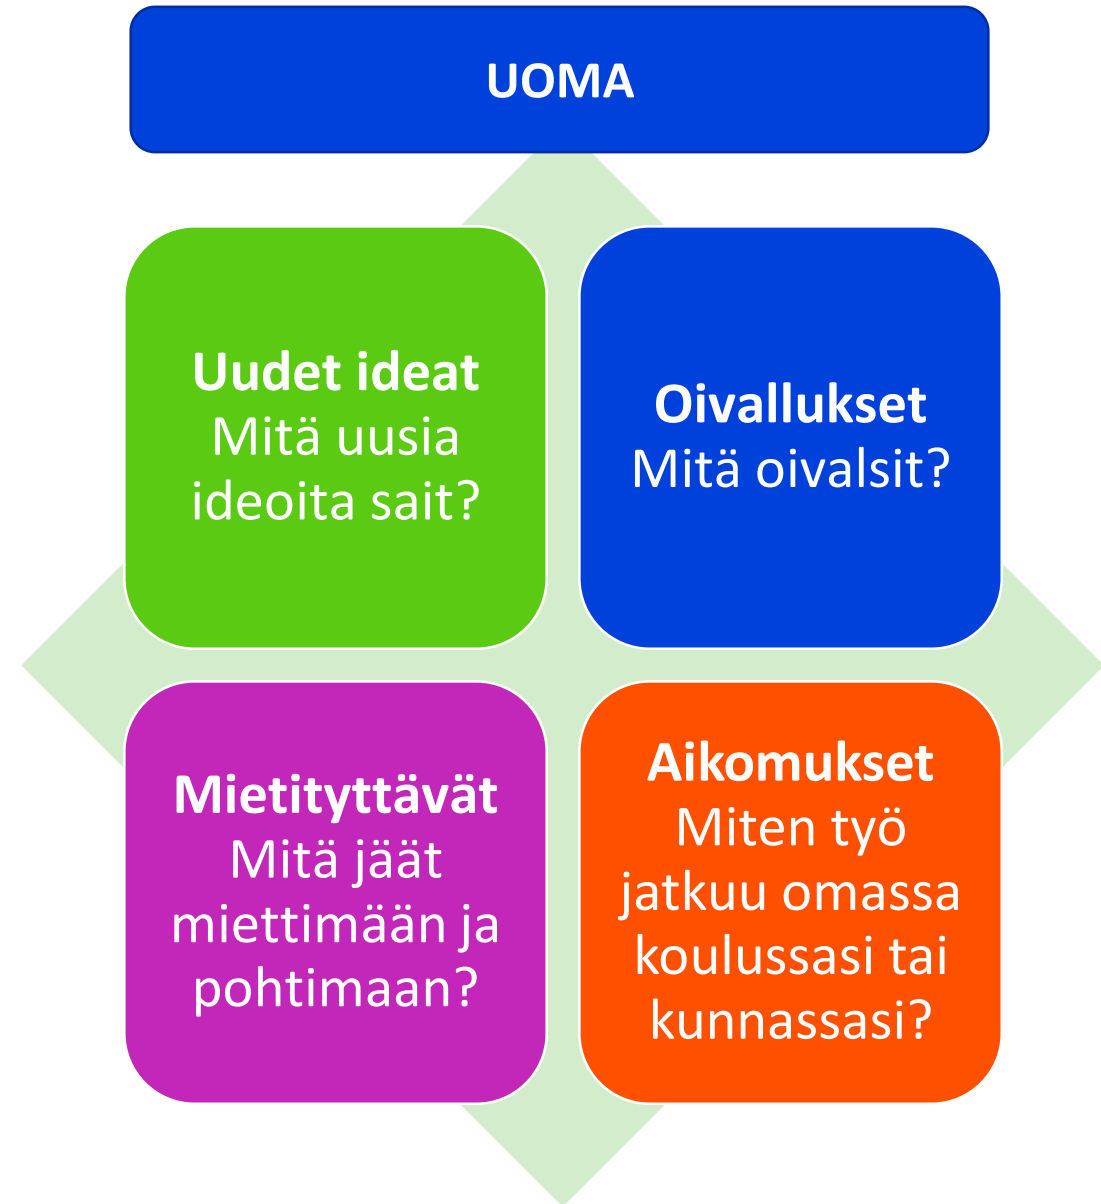 UOMA
Uudet ideat
Mitä uusia
ideoita sait?
Oivallukset
Mitä oivalsit?
Mietityttävät
Mitä jäät
miettimään ja
pohtimaan?
Aikomukset
Miten työ
jatkuu omassa
koulussasi tai
kunnassasi?